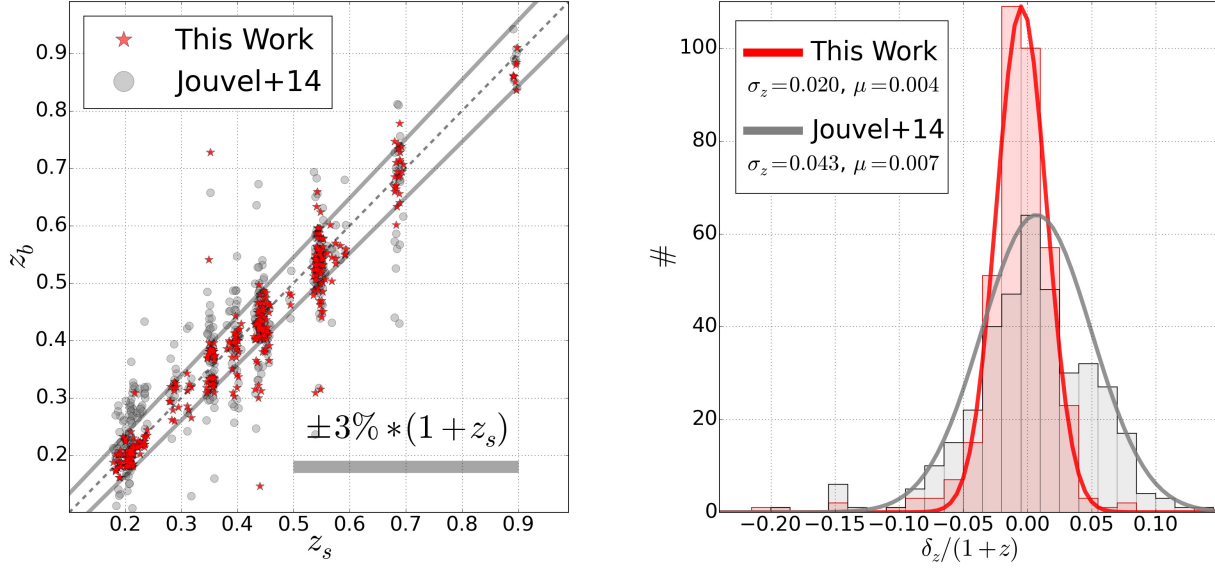 This Work
Jouvel+14
±3% *(1+z_s)
0.9
0.8
0.7
0.6
0.5
0.4
0.3
0.2
z_b
0.2 0.3 0.4 0.5 0.6 0.7 0.8 0.9
z_s
This Work
σ_z=0.020, μ=0.004
Jouvel+14
σ_z=0.043, μ=0.007
100
80
60
40
20
0
#
−0.20 −0.15 −0.10 −0.05 0.00 0.05 0.10
δ_z/(1+z)